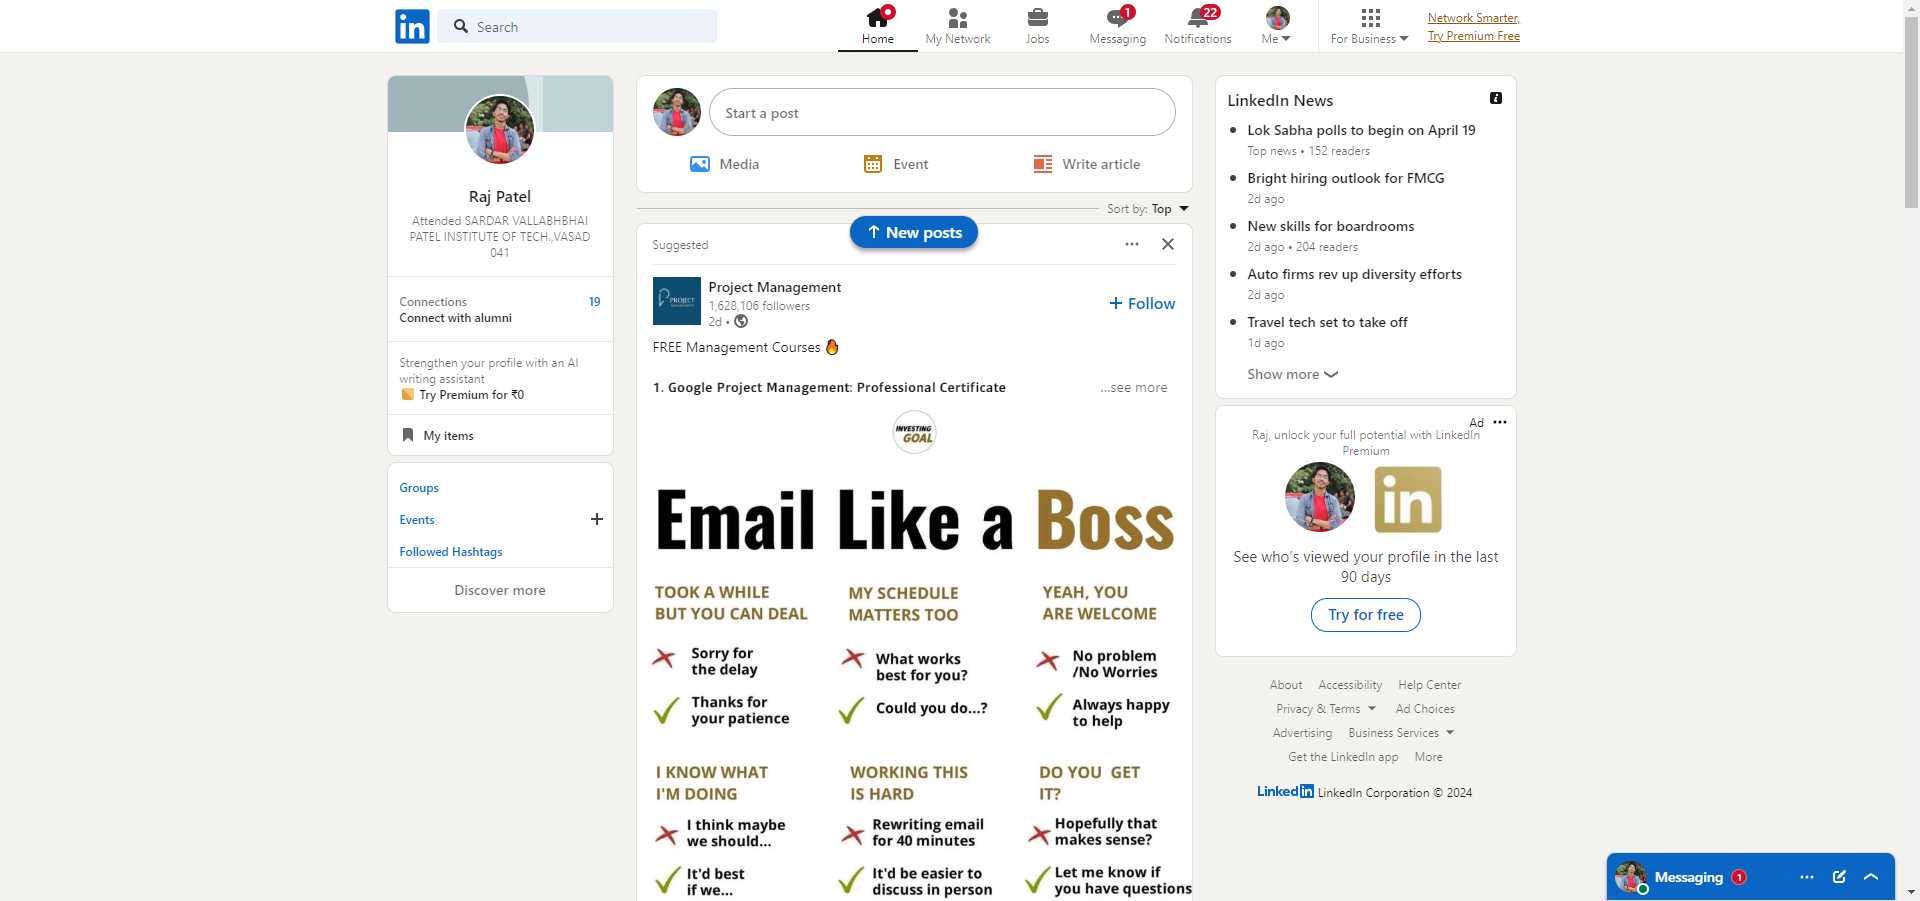 in
Search
Home
My Network
Jobs
1
Messaging
22
Notifications
Me
For Business
Network Smarter,
Try Premium Free
Raj Patel
Attended SARDAR VALLABHBHAI
PATEL INSTITUTE OF TECH.,VASAD
041
Connections 19
Connect with alumni
Strengthen your profile with an AI
writing assistant
Try Premium for ₹0
My items
Groups
Events
Followed Hashtags
Discover more
Start a post
Media
Event
Write article
Sort by: Top
New posts
Suggested
PROJECT
MANAGEMENT
Project Management
1,628,106 followers
2d •
Follow
FREE Management Courses 🔥
1. Google Project Management: Professional Certificate
...see more
INVESTING
GOAL
Email Like a Boss
TOOK A WHILE
BUT YOU CAN DEAL
Sorry for
the delay
Thanks for
your patience
MY SCHEDULE
MATTERS TOO
What works
best for you?
Could you do...?
YEAH, YOU
ARE WELCOME
No problem
/No Worries
Always happy
to help
I KNOW WHAT
I'M DOING
I think maybe
we should...
It'd best
if we...
WORKING THIS
IS HARD
Rewriting email
for 40 minutes
It'd be easier to
discuss in person
DO YOU GET
IT?
Hopefully that
makes sense?
Let me know if
you have questions
LinkedIn News
Lok Sabha polls to begin on April 19
Top news • 152 readers
Bright hiring outlook for FMCG
2d ago
New skills for boardrooms
2d ago • 204 readers
Auto firms rev up diversity efforts
2d ago
Travel tech set to take off
1d ago
Show more
Ad
Raj, unlock your full potential with LinkedIn
Premium
in
See who's viewed your profile in the last
90 days
Try for free
About Accessibility Help Center
Privacy & Terms Ad Choices
Advertising Business Services
Get the LinkedIn app More
LinkedIn LinkedIn Corporation © 2024
Messaging 1